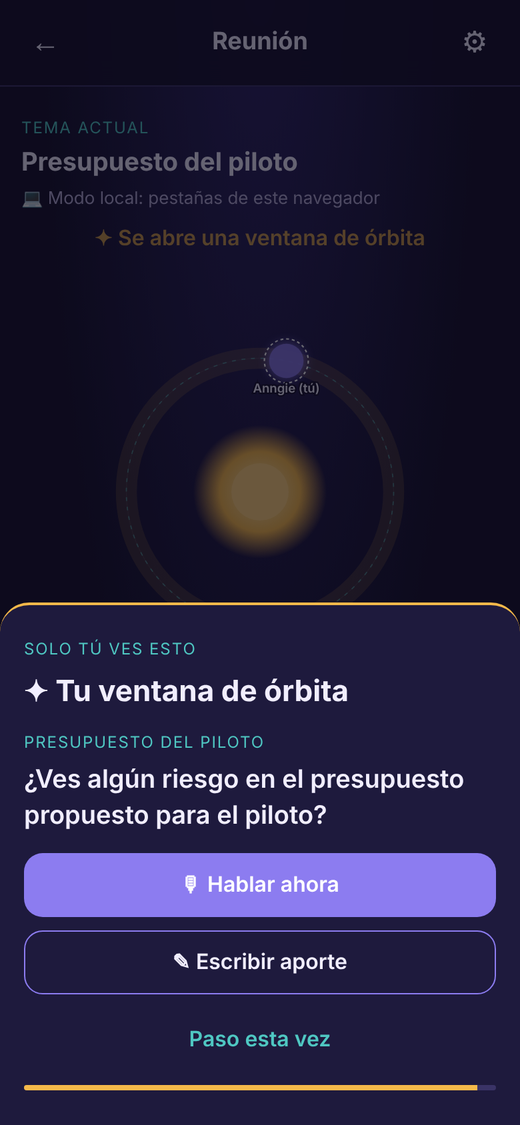 ← Reunión ⚙
TEMA ACTUAL
Presupuesto del piloto
💻 Modo local: pestañas de este navegador
✦ Se abre una ventana de órbita
Anngie (tú)
SOLO TÚ VES ESTO
✦ Tu ventana de órbita
PRESUPUESTO DEL PILOTO
¿Ves algún riesgo en el presupuesto
propuesto para el piloto?
🎙 Hablar ahora
✎ Escribir aporte
Paso esta vez